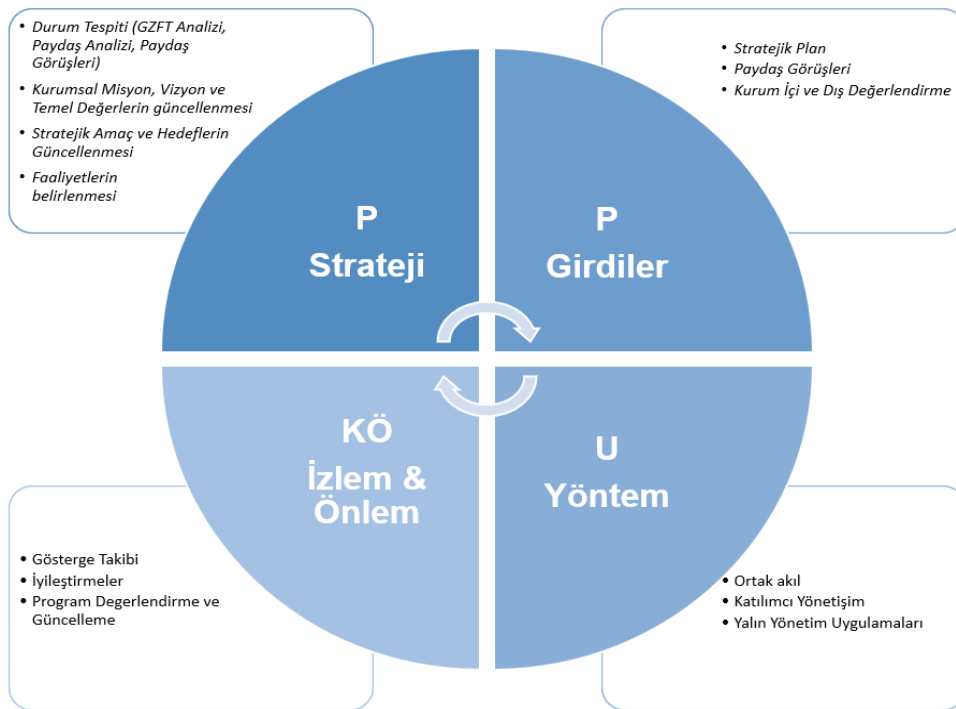 • Durum Tespiti (GZFT Analizi,
Paydaş Analizi, Paydaş
Görüşleri)
• Kurumsal Misyon, Vizyon ve
Temel Değerlerin güncellenmesi
• Stratejik Amaç ve Hedeflerin
Güncellenmesi
• Faaliyetlerin
belirlenmesi
• Stratejik Plan
• Paydaş Görüşleri
• Kurum İçi ve Dış Değerlendirme
P
Strateji
P
Girdiler
KÖ
İzlem &
Önlem
U
Yöntem
• Gösterge Takibi
• İyileştirmeler
• Program Degerlendirme ve
Güncelleme
• Ortak akıl
• Katılımcı Yönetişim
• Yalın Yönetim Uygulamaları